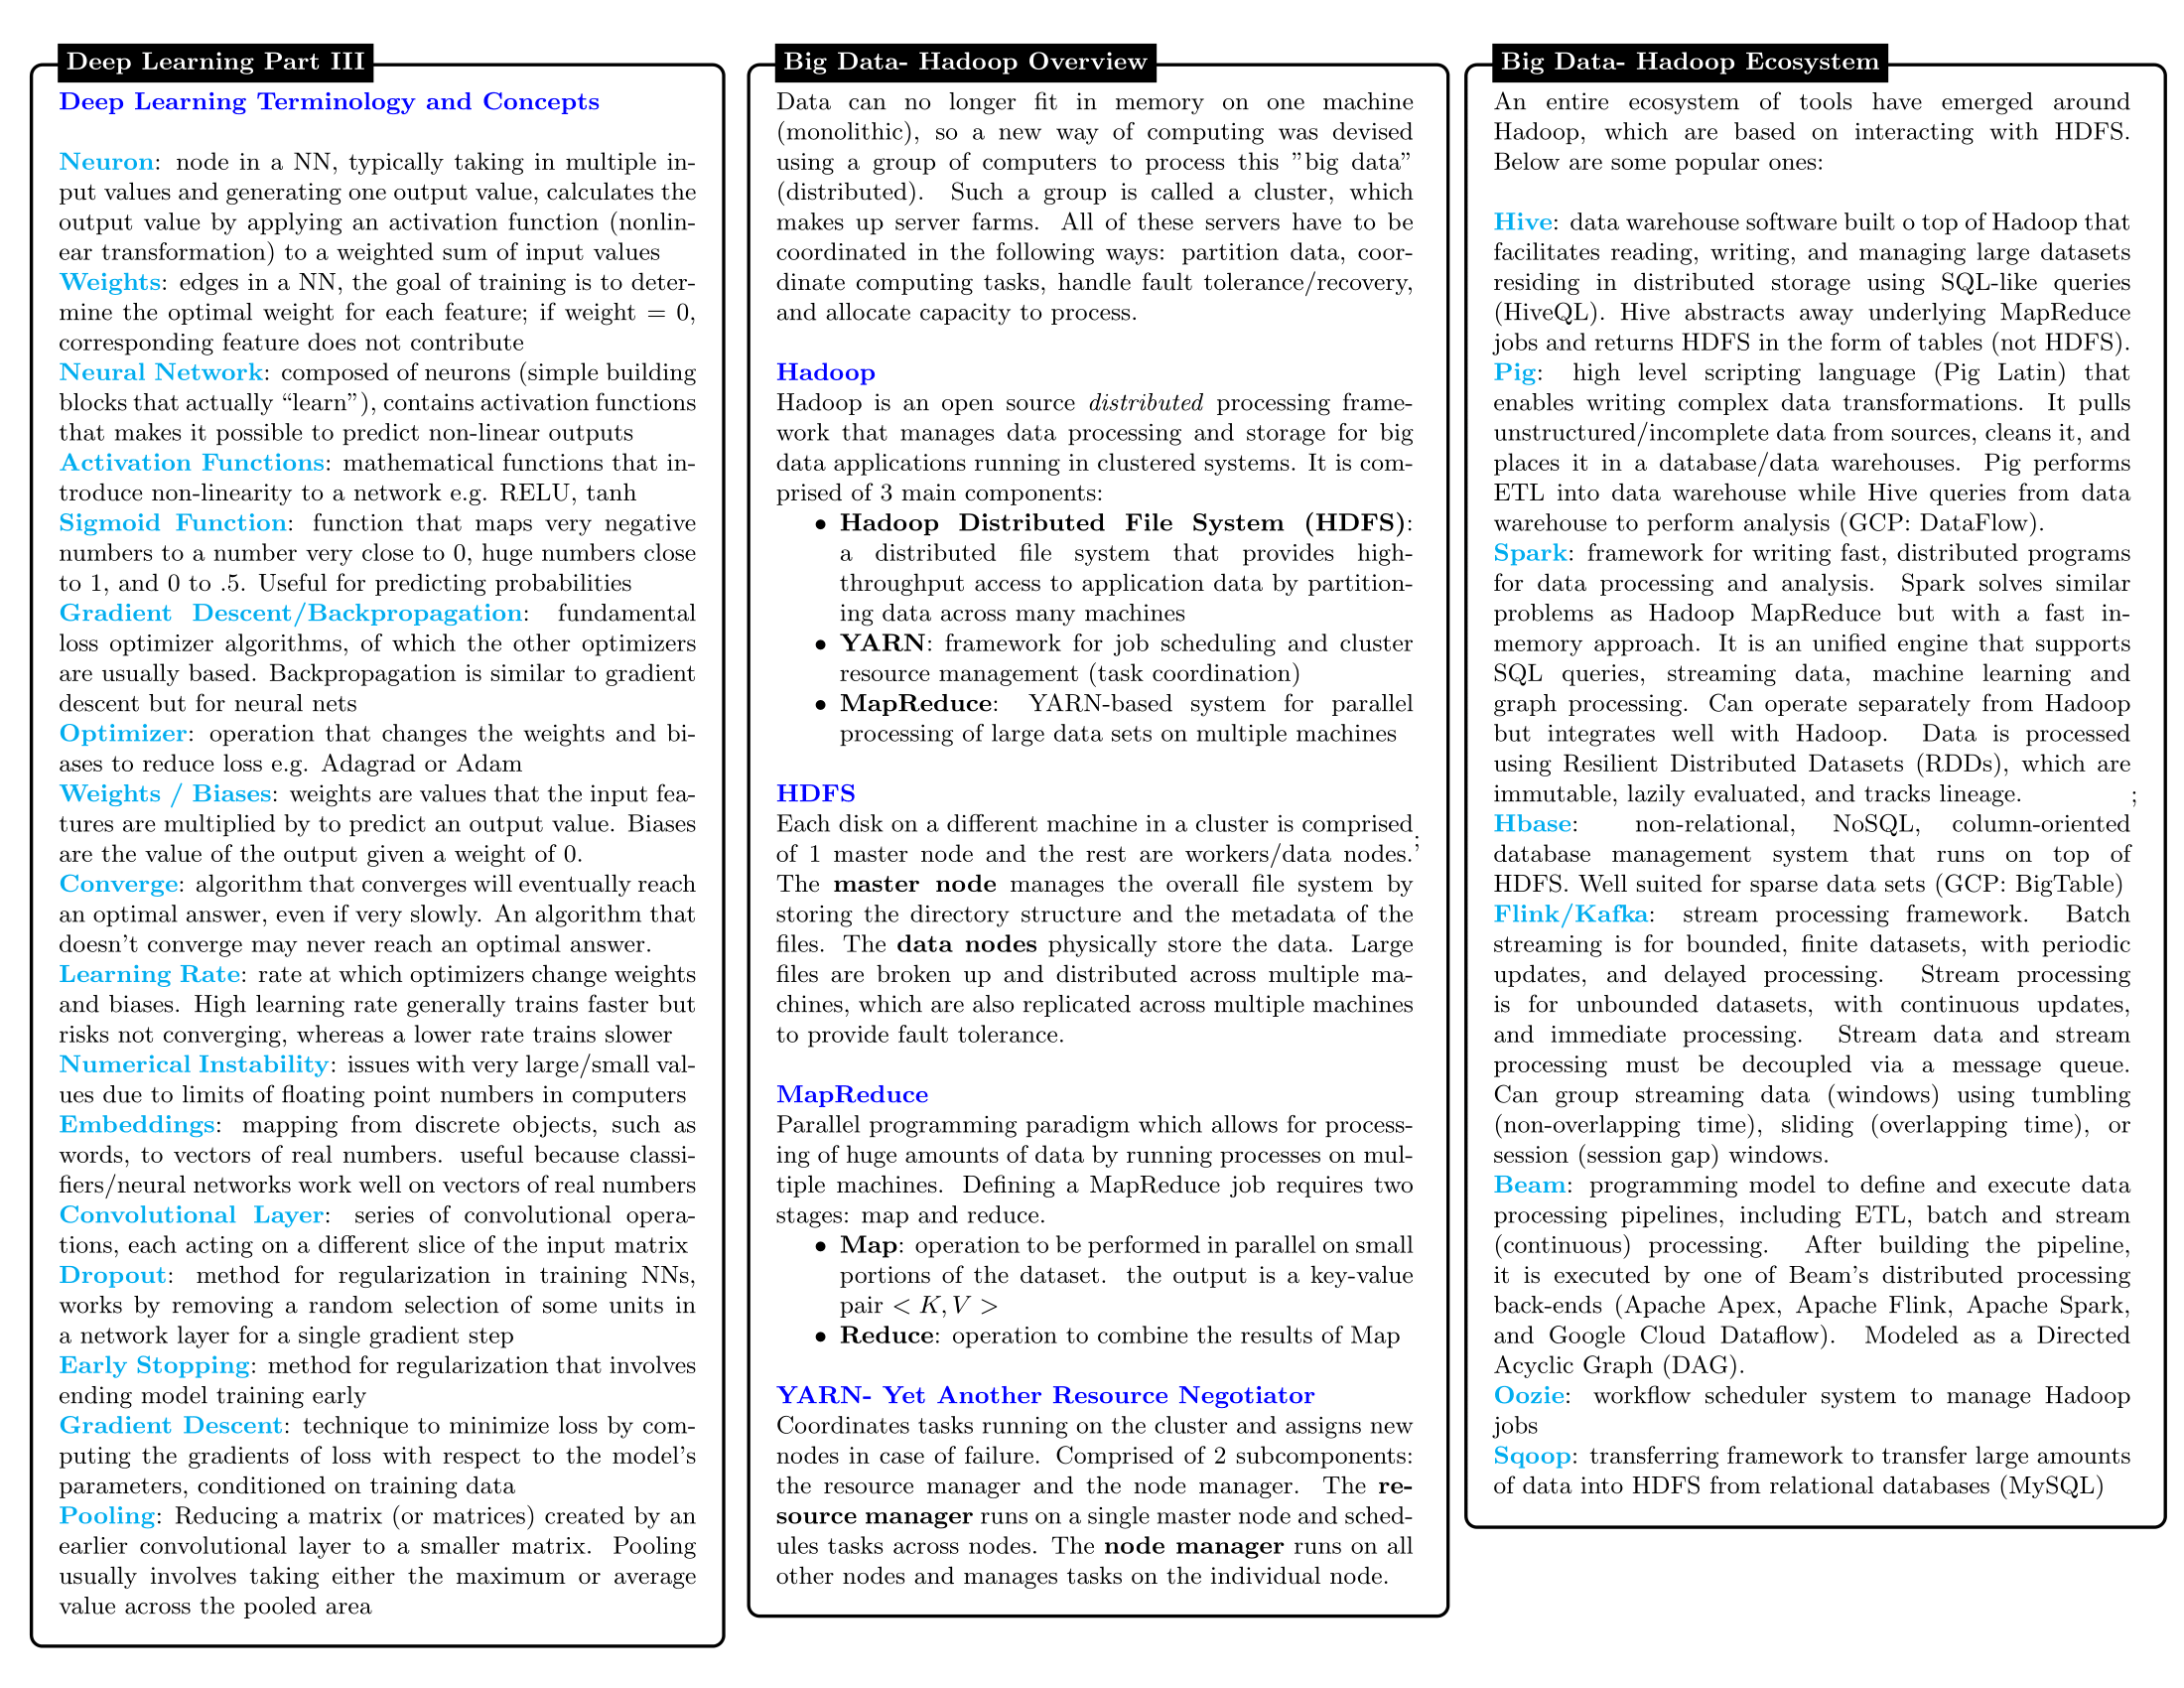 Deep Learning Part III
Deep Learning Terminology and Concepts
Neuron: node in a NN, typically taking in multiple in-
put values and generating one output value, calculates the
output value by applying an activation function (nonlin-
ear transformation) to a weighted sum of input values
Weights: edges in a NN, the goal of training is to deter-
mine the optimal weight for each feature; if weight = 0,
corresponding feature does not contribute
Neural Network: composed of neurons (simple building
blocks that actually “learn”), contains activation functions
that makes it possible to predict non-linear outputs
Activation Functions: mathematical functions that in-
troduce non-linearity to a network e.g. RELU, tanh
Sigmoid Function: function that maps very negative
numbers to a number very close to 0, huge numbers close
to 1, and 0 to .5. Useful for predicting probabilities
Gradient Descent/Backpropagation: fundamental
loss optimizer algorithms, of which the other optimizers
are usually based. Backpropagation is similar to gradient
descent but for neural nets
Optimizer: operation that changes the weights and bi-
ases to reduce loss e.g. Adagrad or Adam
Weights / Biases: weights are values that the input fea-
tures are multiplied by to predict an output value. Biases
are the value of the output given a weight of 0.
Converge: algorithm that converges will eventually reach
an optimal answer, even if very slowly. An algorithm that
doesn't converge may never reach an optimal answer.
Learning Rate: rate at which optimizers change weights
and biases. High learning rate generally trains faster but
risks not converging, whereas a lower rate trains slower
Numerical Instability: issues with very large/small val-
ues due to limits of floating point numbers in computers
Embeddings: mapping from discrete objects, such as
words, to vectors of real numbers. useful because classi-
fiers/neural networks work well on vectors of real numbers
Convolutional Layer: series of convolutional opera-
tions, each acting on a different slice of the input matrix
Dropout: method for regularization in training NNs,
works by removing a random selection of some units in
a network layer for a single gradient step
Early Stopping: method for regularization that involves
ending model training early
Gradient Descent: technique to minimize loss by com-
puting the gradients of loss with respect to the model's
parameters, conditioned on training data
Pooling: Reducing a matrix (or matrices) created by an
earlier convolutional layer to a smaller matrix. Pooling
usually involves taking either the maximum or average
value across the pooled area
Big Data- Hadoop Overview
Data can no longer fit in memory on one machine
(monolithic), so a new way of computing was devised
using a group of computers to process this ”big data”
(distributed). Such a group is called a cluster, which
makes up server farms. All of these servers have to be
coordinated in the following ways: partition data, coor-
dinate computing tasks, handle fault tolerance/recovery,
and allocate capacity to process.
Hadoop
Hadoop is an open source distributed processing frame-
work that manages data processing and storage for big
data applications running in clustered systems. It is com-
prised of 3 main components:
• Hadoop Distributed File System (HDFS):
a distributed file system that provides high-
throughput access to application data by partition-
ing data across many machines
• YARN: framework for job scheduling and cluster
resource management (task coordination)
• MapReduce: YARN-based system for parallel
processing of large data sets on multiple machines
HDFS
Each disk on a different machine in a cluster is comprised
of 1 master node and the rest are workers/data nodes.;
The master node manages the overall file system by
storing the directory structure and the metadata of the
files. The data nodes physically store the data. Large
files are broken up and distributed across multiple ma-
chines, which are also replicated across multiple machines
to provide fault tolerance.
MapReduce
Parallel programming paradigm which allows for process-
ing of huge amounts of data by running processes on mul-
tiple machines. Defining a MapReduce job requires two
stages: map and reduce.
• Map: operation to be performed in parallel on small
portions of the dataset. the output is a key-value
pair < K, V >
• Reduce: operation to combine the results of Map
YARN- Yet Another Resource Negotiator
Coordinates tasks running on the cluster and assigns new
nodes in case of failure. Comprised of 2 subcomponents:
the resource manager and the node manager. The re-
source manager runs on a single master node and sched-
ules tasks across nodes. The node manager runs on all
other nodes and manages tasks on the individual node.
Big Data- Hadoop Ecosystem
An entire ecosystem of tools have emerged around
Hadoop, which are based on interacting with HDFS.
Below are some popular ones:
Hive: data warehouse software built o top of Hadoop that
facilitates reading, writing, and managing large datasets
residing in distributed storage using SQL-like queries
(HiveQL). Hive abstracts away underlying MapReduce
jobs and returns HDFS in the form of tables (not HDFS).
Pig: high level scripting language (Pig Latin) that
enables writing complex data transformations. It pulls
unstructured/incomplete data from sources, cleans it, and
places it in a database/data warehouses. Pig performs
ETL into data warehouse while Hive queries from data
warehouse to perform analysis (GCP: DataFlow).
Spark: framework for writing fast, distributed programs
for data processing and analysis. Spark solves similar
problems as Hadoop MapReduce but with a fast in-
memory approach. It is an unified engine that supports
SQL queries, streaming data, machine learning and
graph processing. Can operate separately from Hadoop
but integrates well with Hadoop. Data is processed
using Resilient Distributed Datasets (RDDs), which are
immutable, lazily evaluated, and tracks lineage. ;
Hbase: non-relational, NoSQL, column-oriented
database management system that runs on top of
HDFS. Well suited for sparse data sets (GCP: BigTable)
Flink/Kafka: stream processing framework. Batch
streaming is for bounded, finite datasets, with periodic
updates, and delayed processing. Stream processing
is for unbounded datasets, with continuous updates,
and immediate processing. Stream data and stream
processing must be decoupled via a message queue.
Can group streaming data (windows) using tumbling
(non-overlapping time), sliding (overlapping time), or
session (session gap) windows.
Beam: programming model to define and execute data
processing pipelines, including ETL, batch and stream
(continuous) processing. After building the pipeline,
it is executed by one of Beam's distributed processing
back-ends (Apache Apex, Apache Flink, Apache Spark,
and Google Cloud Dataflow). Modeled as a Directed
Acyclic Graph (DAG).
Oozie: workflow scheduler system to manage Hadoop
jobs
Sqoop: transferring framework to transfer large amounts
of data into HDFS from relational databases (MySQL)